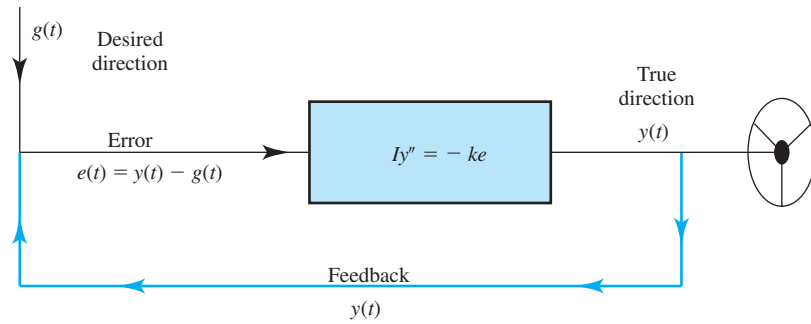 g(t)
Desired
direction
True
direction
y(t)
Error
e(t) = y(t) − g(t)
Iy″ = − ke
Feedback
y(t)